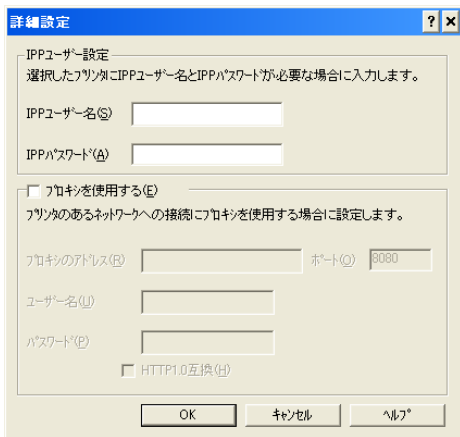 詳細設定
IPPユーザー設定
選択したプリンタにIPPユーザー名とIPPパスワードが必要な場合に入力します。
IPPユーザー名(S)
IPPパスワード(A)
プロキシを使用する(E)
プリンタのあるネットワークへの接続にプロキシを使用する場合に設定します。
プロキシのアドレス(R) ポート(O) 8080
ユーザー名(U)
パスワード(P)
HTTP1.0互換(H)
OK キャンセル ヘルプ